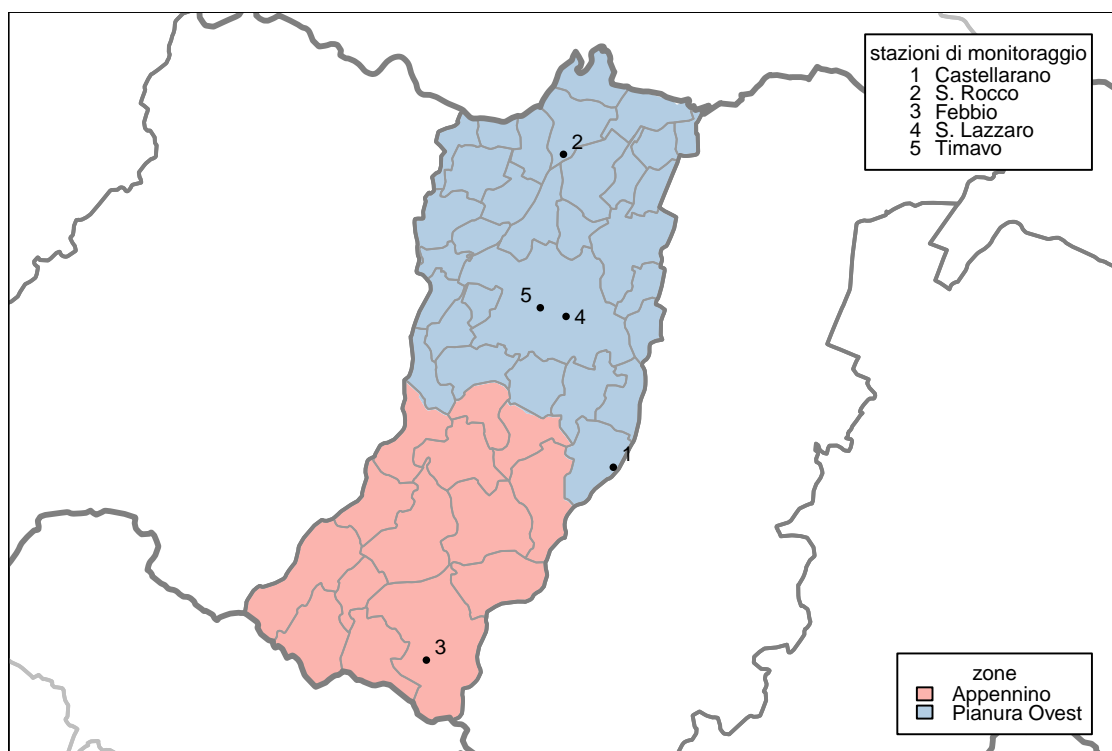 stazioni di monitoraggio
1 Castellarano
2 S. Rocco
3 Febbio
4 S. Lazzaro
5 Timavo
2
5
4
1
3
zone
Appennino
Pianura Ovest